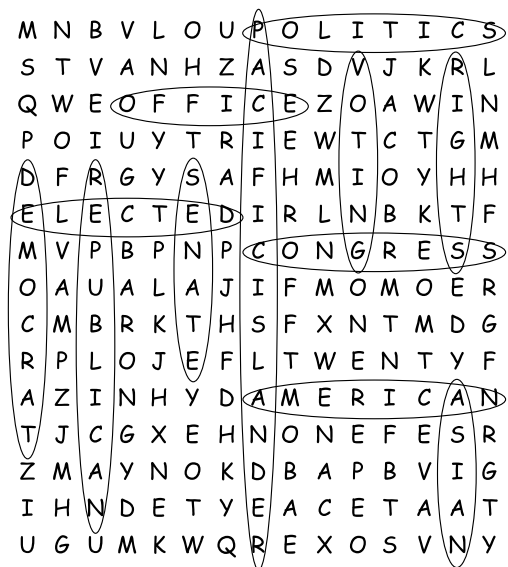 M N B V L O U P O L I T I C S
S T V A N H Z A S D V J K R L
Q W E O F F I C E Z O A W I N
P O I U Y T R I E W T C T G M
D F R G Y S A F H M I O Y H H
E L E C T E D I R L N B K T F
M V P B P N P C O N G R E S S
O A U A L A J I F M O M O E R
C M B R K T H S F X N T M D G
R P L O J E F L T W E N T Y F
A Z I N H Y D A M E R I C A N
T J C G X E H N O N E F E S R
Z M A Y N O K D B A P B V I G
I H N D E T Y E A C E T A A T
U G U M K W Q R E X O S V N Y